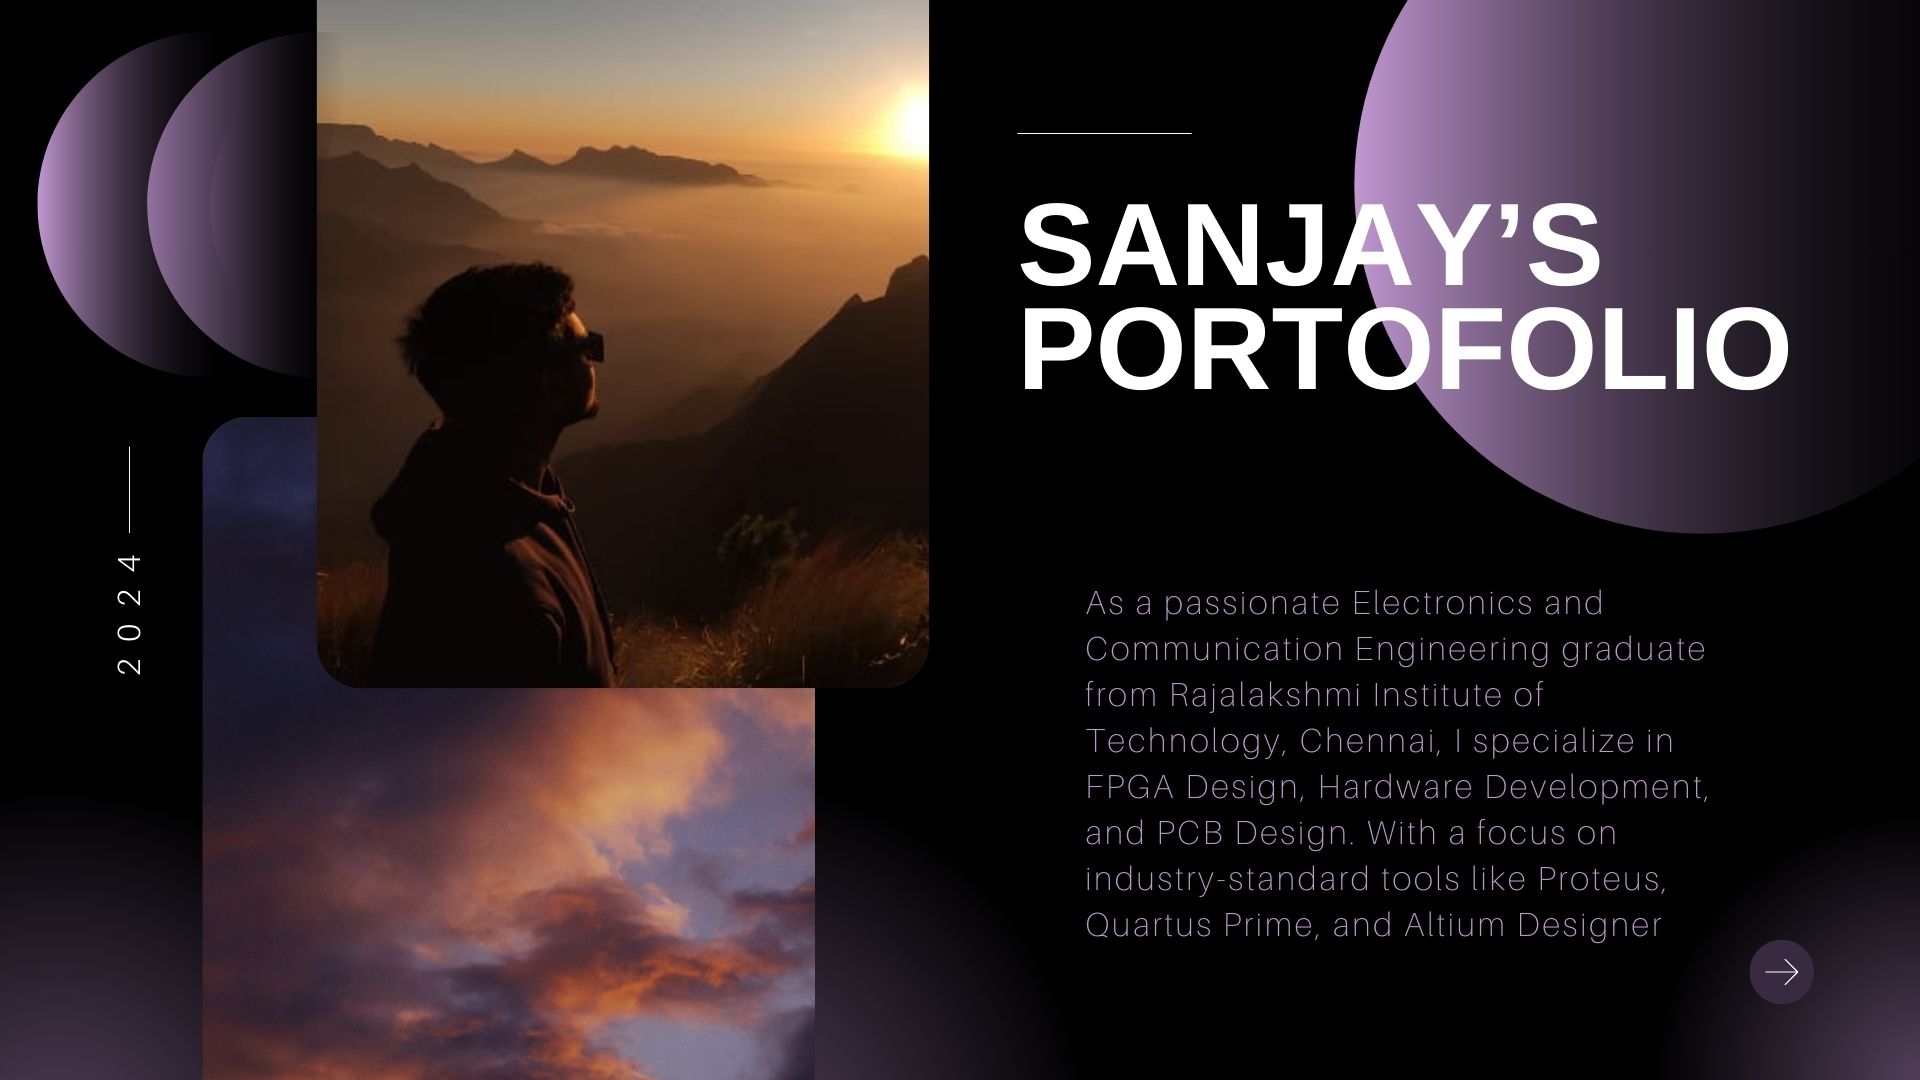 SANJAY’S
PORTOFOLIO
2024
As a passionate Electronics and
Communication Engineering graduate
from Rajalakshmi Institute of
Technology, Chennai, I specialize in
FPGA Design, Hardware Development,
and PCB Design. With a focus on
industry-standard tools like Proteus,
Quartus Prime, and Altium Designer